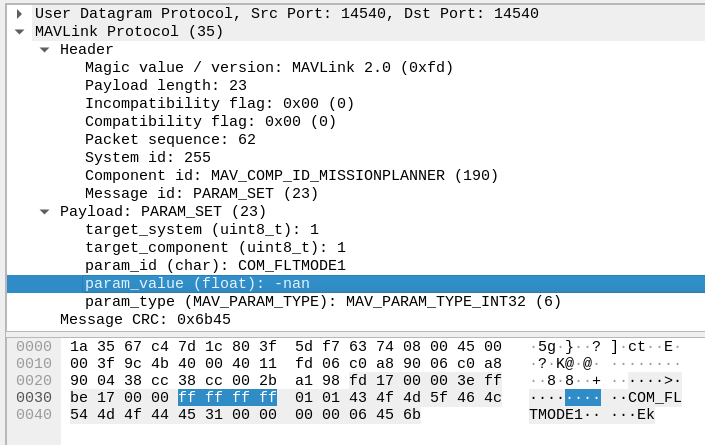 User Datagram Protocol, Src Port: 14540, Dst Port: 14540
MAVLink Protocol (35)
Header
Magic value / version: MAVLink 2.0 (0xfd)
Payload length: 23
Incompatibility flag: 0x00 (0)
Compatibility flag: 0x00 (0)
Packet sequence: 62
System id: 255
Component id: MAV_COMP_ID_MISSIONPLANNER (190)
Message id: PARAM_SET (23)
Payload: PARAM_SET (23)
target_system (uint8_t): 1
target_component (uint8_t): 1
param_id (char): COM_FLTMODE1
param_value (float): -nan
param_type (MAV_PARAM_TYPE): MAV_PARAM_TYPE_INT32 (6)
Message CRC: 0x6b45
0000 1a 35 67 c4 7d 1c 80 3f 5d f7 63 74 08 00 45 00 ·5g·}··? ]·ct··E·
0010 00 3f 9c 4b 40 00 40 11 fd 06 c0 a8 90 06 c0 a8 ·?·K@·@· ········
0020 90 04 38 cc 38 cc 00 2b a1 98 fd 17 00 00 3e ff ··8·8··+ ······>·
0030 be 17 00 00 ff ff ff ff 01 01 43 4f 4d 5f 46 4c ········ ··COM_FL
0040 54 4d 4f 44 45 31 00 00 00 00 06 45 6b TMODE1·· ···Ek